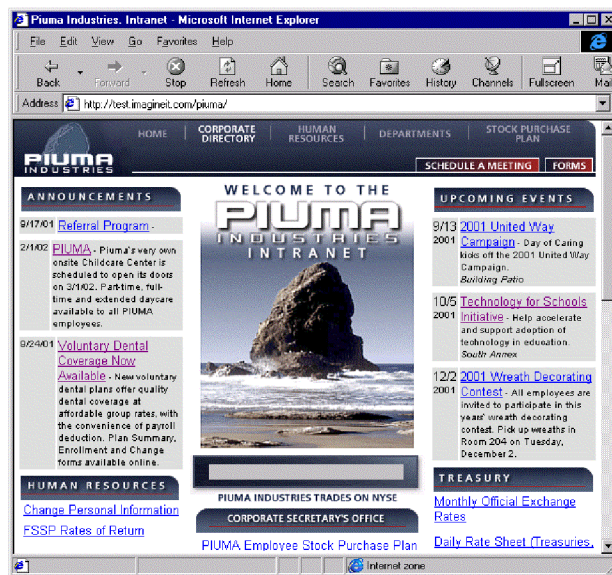 Piuma Industries. Intranet - Microsoft Internet Explorer
File Edit View Go Favorites Help
Back Forward Stop Refresh Home Search Favorites History Channels Fullscreen Mail
Address http://test.imagineit.com/piuma/
HOME CORPORATE DIRECTORY HUMAN RESOURCES DEPARTMENTS STOCK PURCHASE PLAN
PIUMA
INDUSTRIES
SCHEDULE A MEETING FORMS
ANNOUNCEMENTS
9/17/01 Referral Program -
2/1/02 PIUMA - Piuma's very own
onsite Childcare Center is
scheduled to open its doors
on 3/1/02. Part-time, full-
time and extended daycare
available to all PIUMA
employees.
9/24/01 Voluntary Dental
Coverage Now
Available - New voluntary
dental plans offer quality
dental coverage at
affordable group rates, with
the convenience of payroll
deduction. Plan Summary,
Enrollment and Change
forms available online.
HUMAN RESOURCES
Change Personal Information
FSSP Rates of Return
WELCOME TO THE
PIUMA
INDUSTRIES
INTRANET
PIUMA INDUSTRIES TRADES ON NYSE
CORPORATE SECRETARY'S OFFICE
PIUMA Employee Stock Purchase Plan
UPCOMING EVENTS
9/13 2001 United Way
2001 Campaign - Day of Caring
kicks off the 2001 United Way
Campaign.
Building Patio
10/5 Technology for Schools
2001 Initiative - Help accelerate
and support adoption of
technology in education.
South Annex
12/2 2001 Wreath Decorating
2001 Contest - All employees are
invited to participate in this
years' wreath decorating
contest. Pick up wreaths in
Room 204 on Tuesday,
December 2.
TREASURY
Monthly Official Exchange
Rates
Daily Rate Sheet (Treasuries,
Internet zone